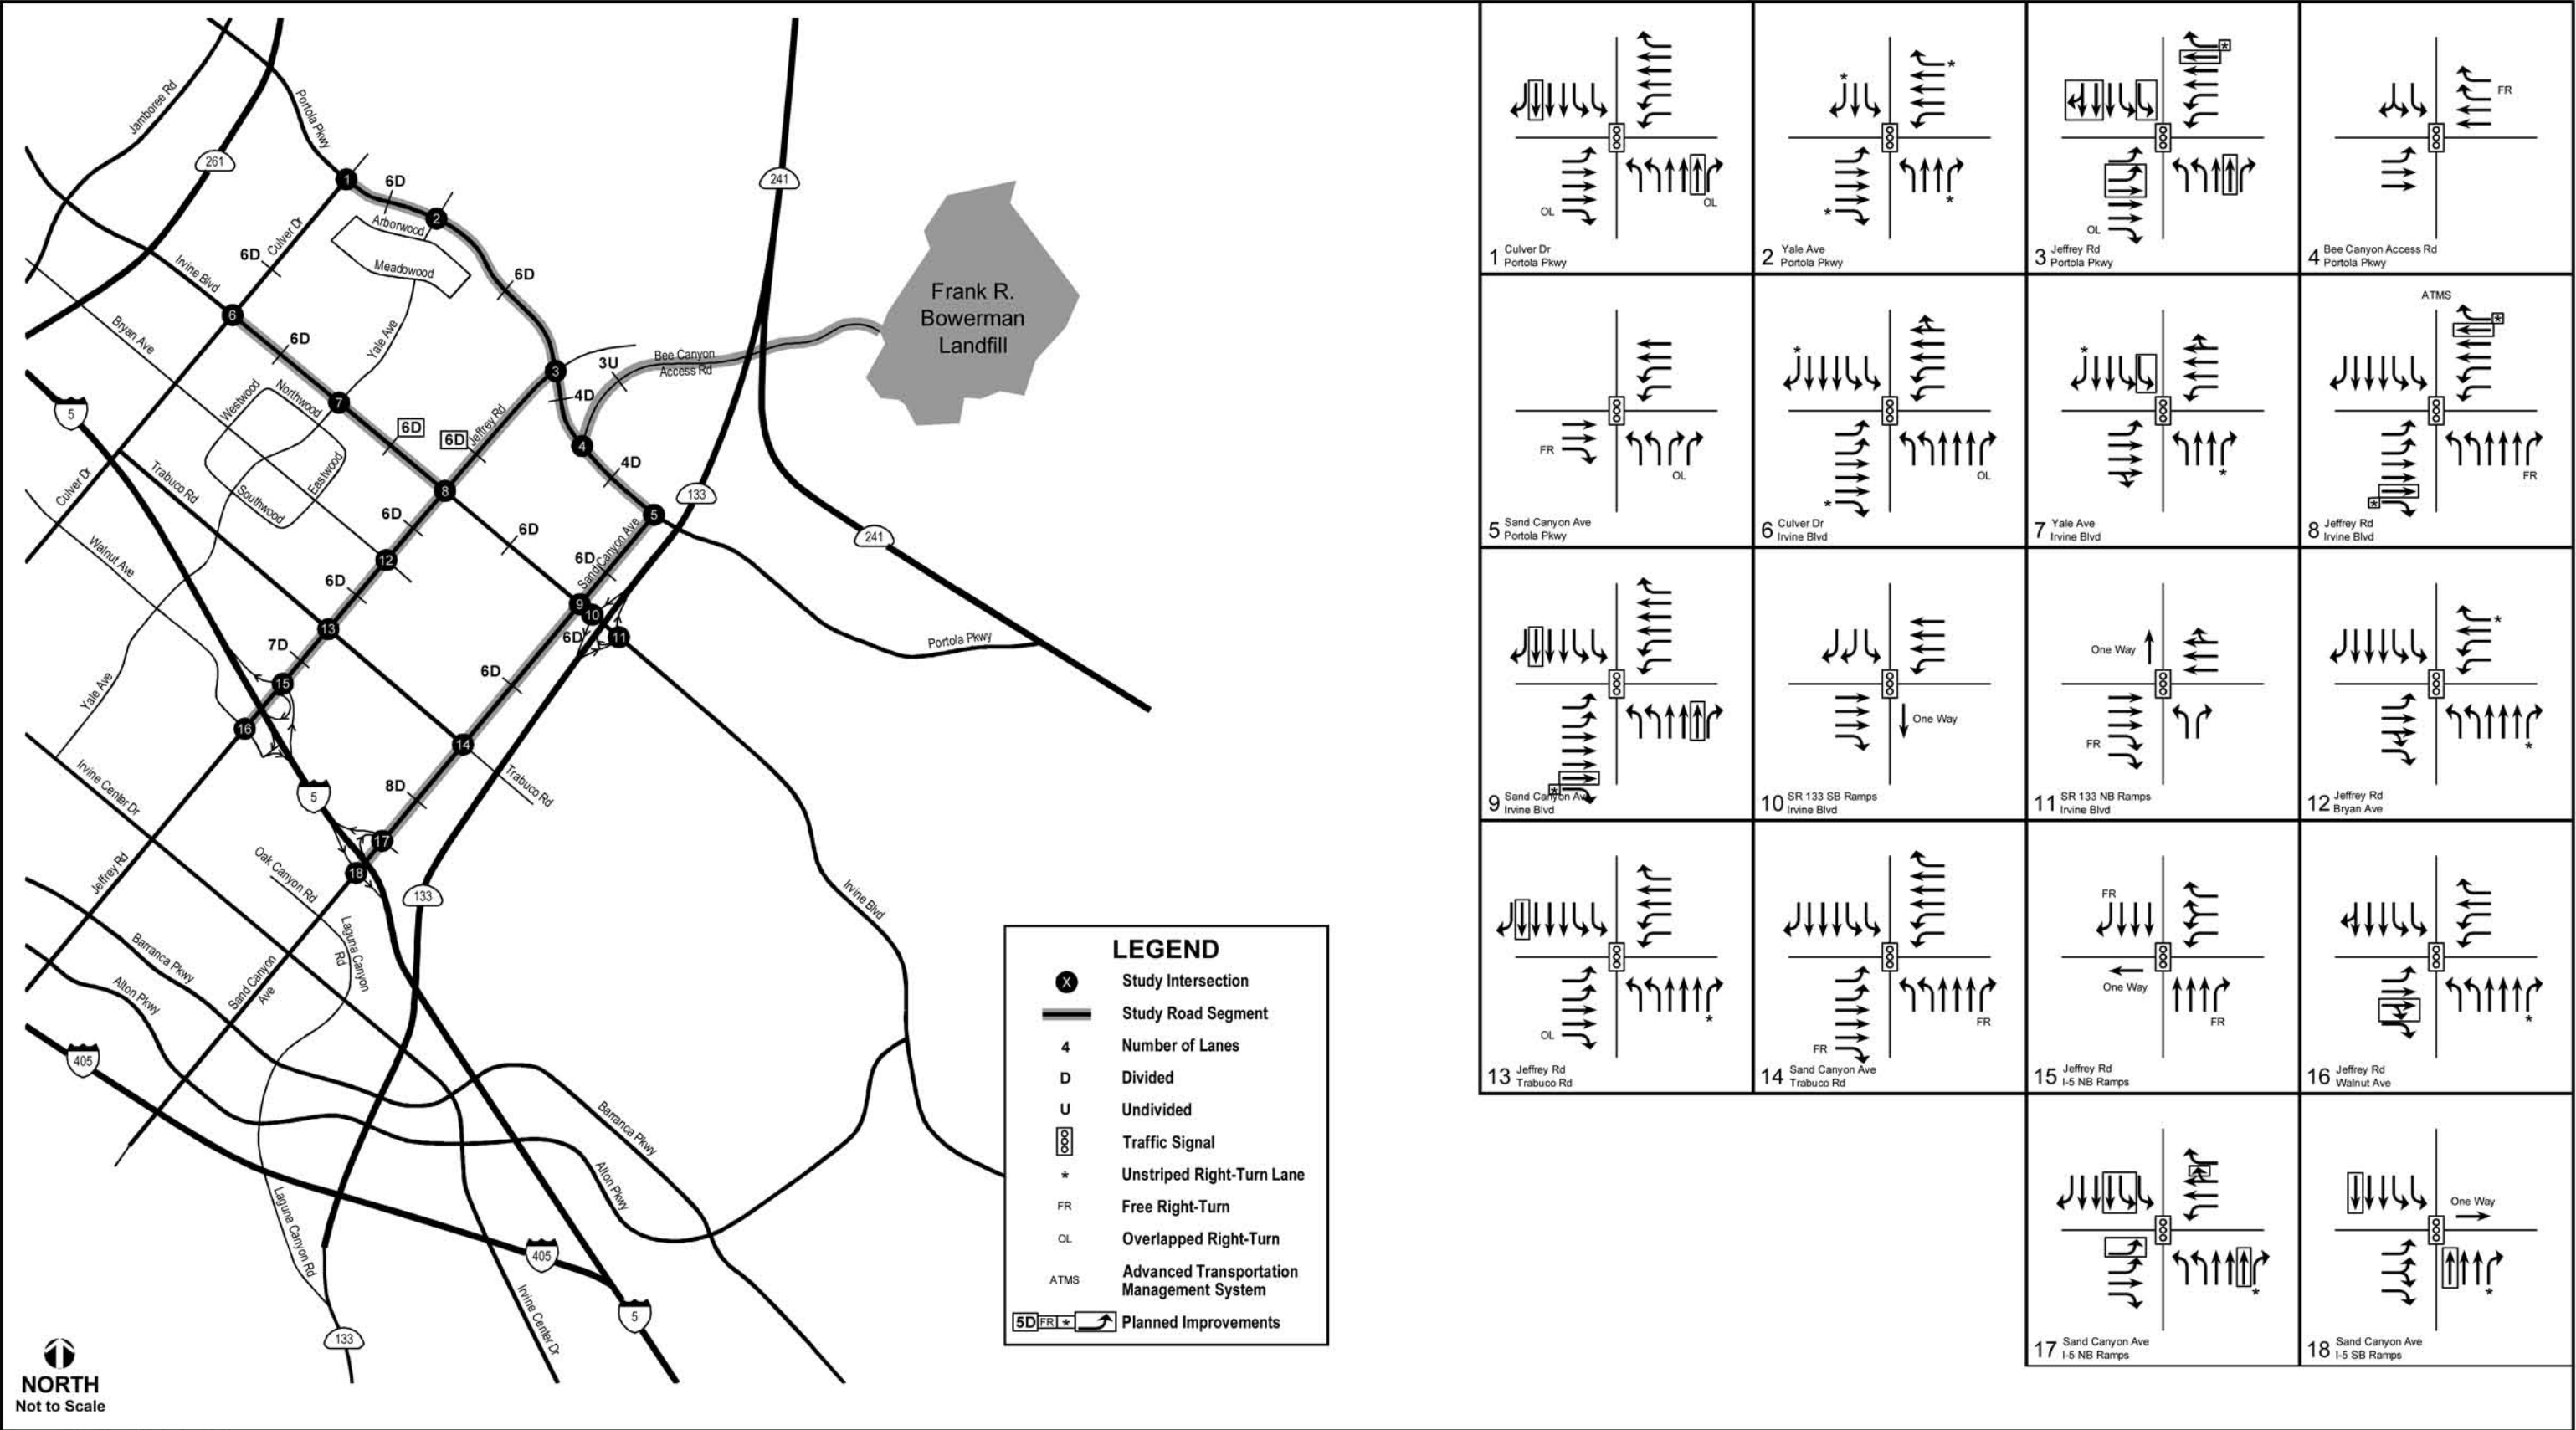 Jamboree Rd
Portola Pkwy
261
1
6D
2
Arborwood
Meadowood
Culver Dr
6D
Irvine Blvd
6
6D
Bryan Ave
Yale Ave
6D
241
Frank R.
Bowerman
Landfill
3
3U
Bee Canyon
Access Rd
4D
4
4D
5
Westwood
Northwood
7
6D
6D
Jeffrey Rd
Eastwood
Southwood
Culver Dr
Trabuco Rd
8
133
5
241
6D
6D
Sand Canyon Ave
6D
Walnut Ave
12
6D
9
10
11
6D
Portola Pkwy
13
7D
6D
15
Yale Ave
16
14
Trabuco Rd
Irvine Center Dr
5
8D
17
18
Oak Canyon Rd
Jeffrey Rd
133
Irvine Blvd
Laguna Canyon
Rd
Barranca Pkwy
Alton Pkwy
Sand Canyon
Ave
405
Barranca Pkwy
Alton Pkwy
Laguna Canyon Rd
405
Irvine Center Dr
5
133
NORTH
Not to Scale
LEGEND
X Study Intersection
Study Road Segment
4 Number of Lanes
D Divided
U Undivided
Traffic Signal
* Unstriped Right-Turn Lane
FR Free Right-Turn
OL Overlapped Right-Turn
ATMS Advanced Transportation
Management System
5D FR * Planned Improvements
OL
OL
1 Culver Dr
Portola Pkwy
*
*
*
*
2 Yale Ave
Portola Pkwy
*
OL
3 Jeffrey Rd
Portola Pkwy
FR
4 Bee Canyon Access Rd
Portola Pkwy
FR
OL
5 Sand Canyon Ave
Portola Pkwy
*
*
OL
6 Culver Dr
Irvine Blvd
*
*
7 Yale Ave
Irvine Blvd
ATMS
*
*
FR
8 Jeffrey Rd
Irvine Blvd
*
9 Sand Canyon Ave
Irvine Blvd
One Way
10 SR 133 SB Ramps
Irvine Blvd
One Way
FR
11 SR 133 NB Ramps
Irvine Blvd
*
*
12 Jeffrey Rd
Bryan Ave
OL
*
13 Jeffrey Rd
Trabuco Rd
FR
FR
14 Sand Canyon Ave
Trabuco Rd
FR
One Way
FR
15 Jeffrey Rd
I-5 NB Ramps
*
16 Jeffrey Rd
Walnut Ave
*
17 Sand Canyon Ave
I-5 NB Ramps
One Way
*
18 Sand Canyon Ave
I-5 SB Ramps